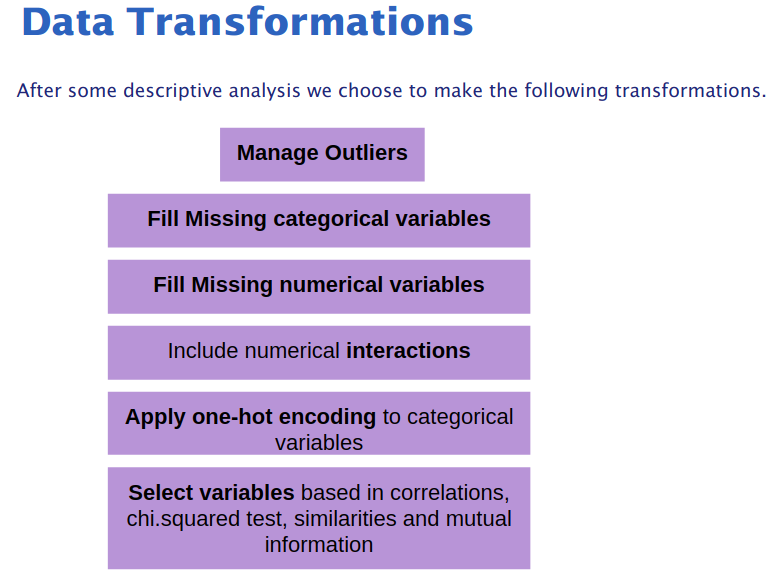 Data Transformations
After some descriptive analysis we choose to make the following transformations.
Manage Outliers
Fill Missing categorical variables
Fill Missing numerical variables
Include numerical interactions
Apply one-hot encoding to categorical
variables
Select variables based in correlations,
chi.squared test, similarities and mutual
information